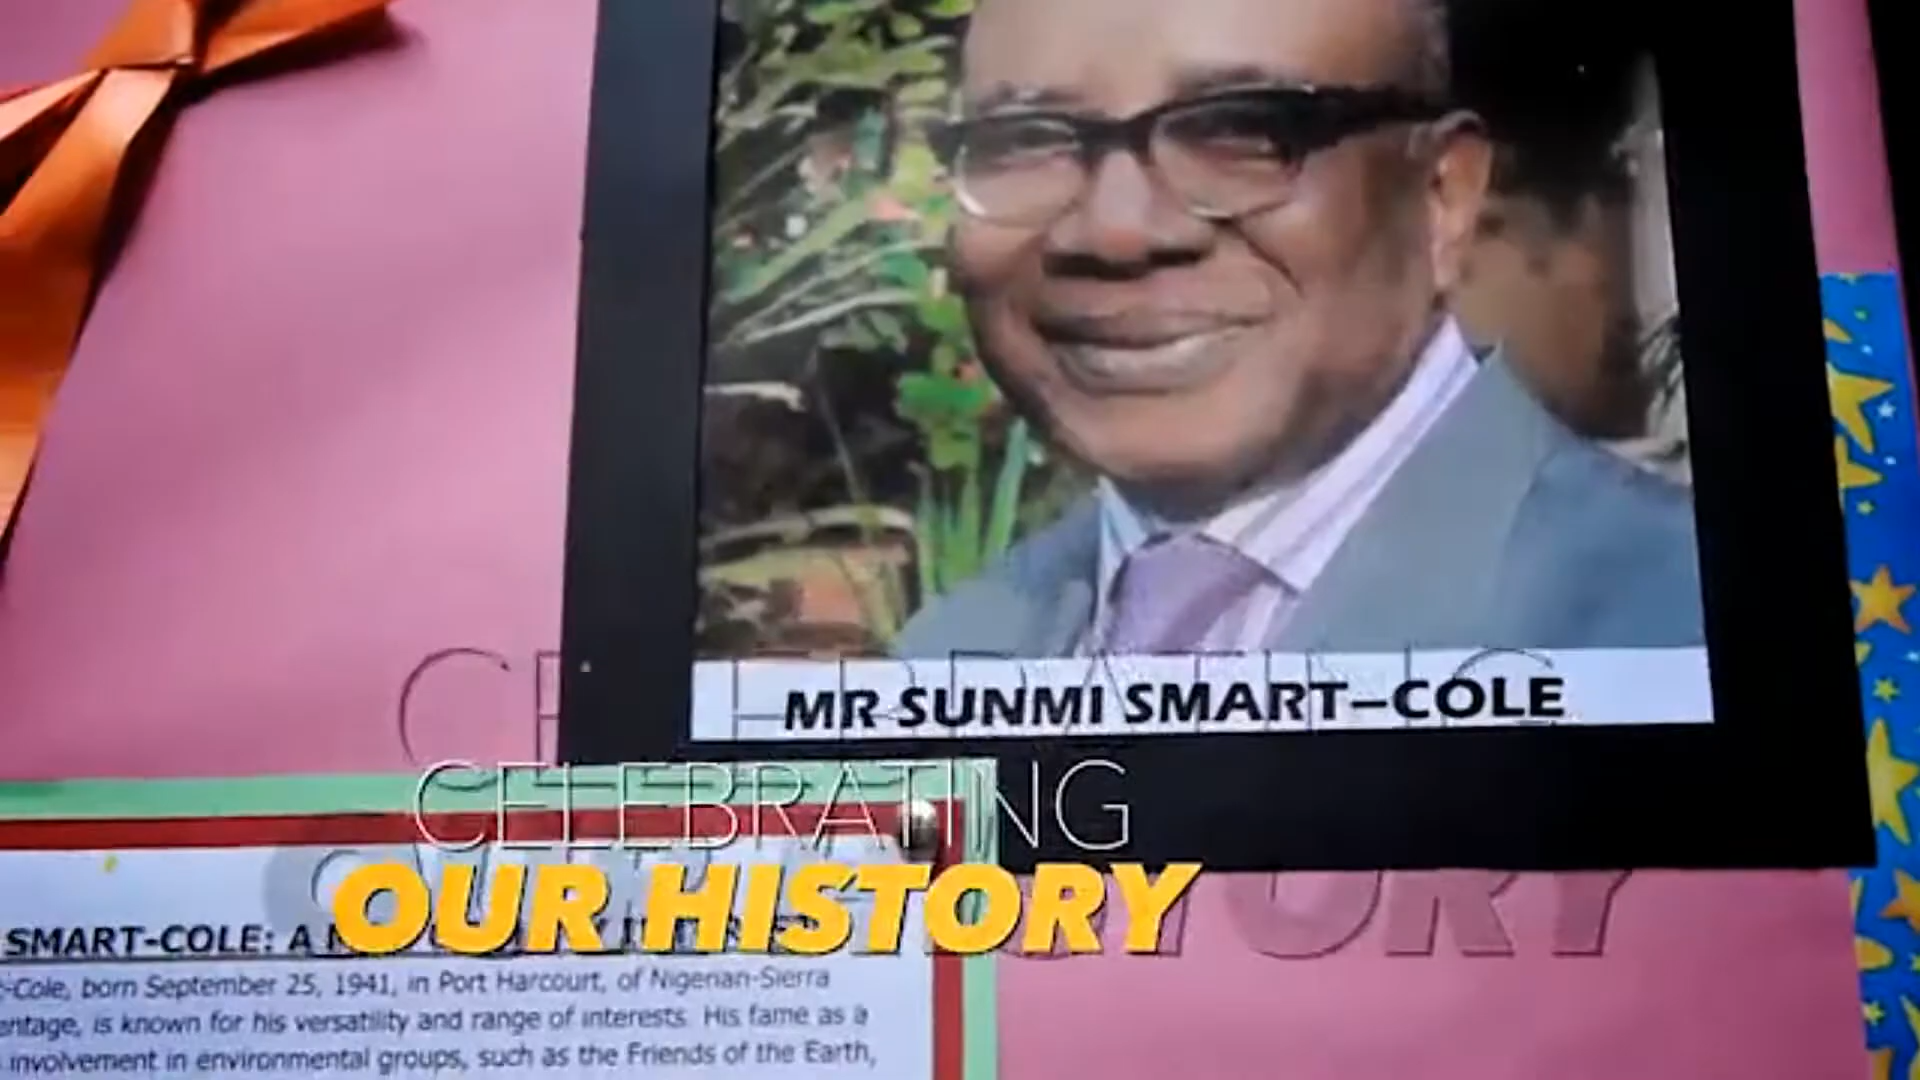 MR SUNMI SMART-COLE
CELEBRATING
OUR HISTORY
SMART-COLE: A
-Cole, born September 25, 1941, in Port Harcourt, of Nigerian-Sierra
entage, is known for his versatility and range of interests. His fame as a
involvement in environmental groups, such as the Friends of the Earth,